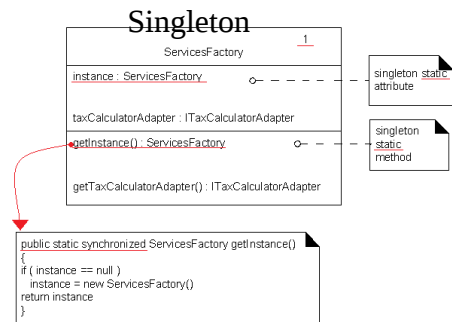 Singleton
1
ServicesFactory
instance : ServicesFactory
singleton static
attribute
taxCalculatorAdapter : ITaxCalculatorAdapter
getInstance() : ServicesFactory
singleton
static
method
getTaxCalculatorAdapter() : ITaxCalculatorAdapter
public static synchronized ServicesFactory getInstance()
{
if ( instance == null )
instance = new ServicesFactory()
return instance
}